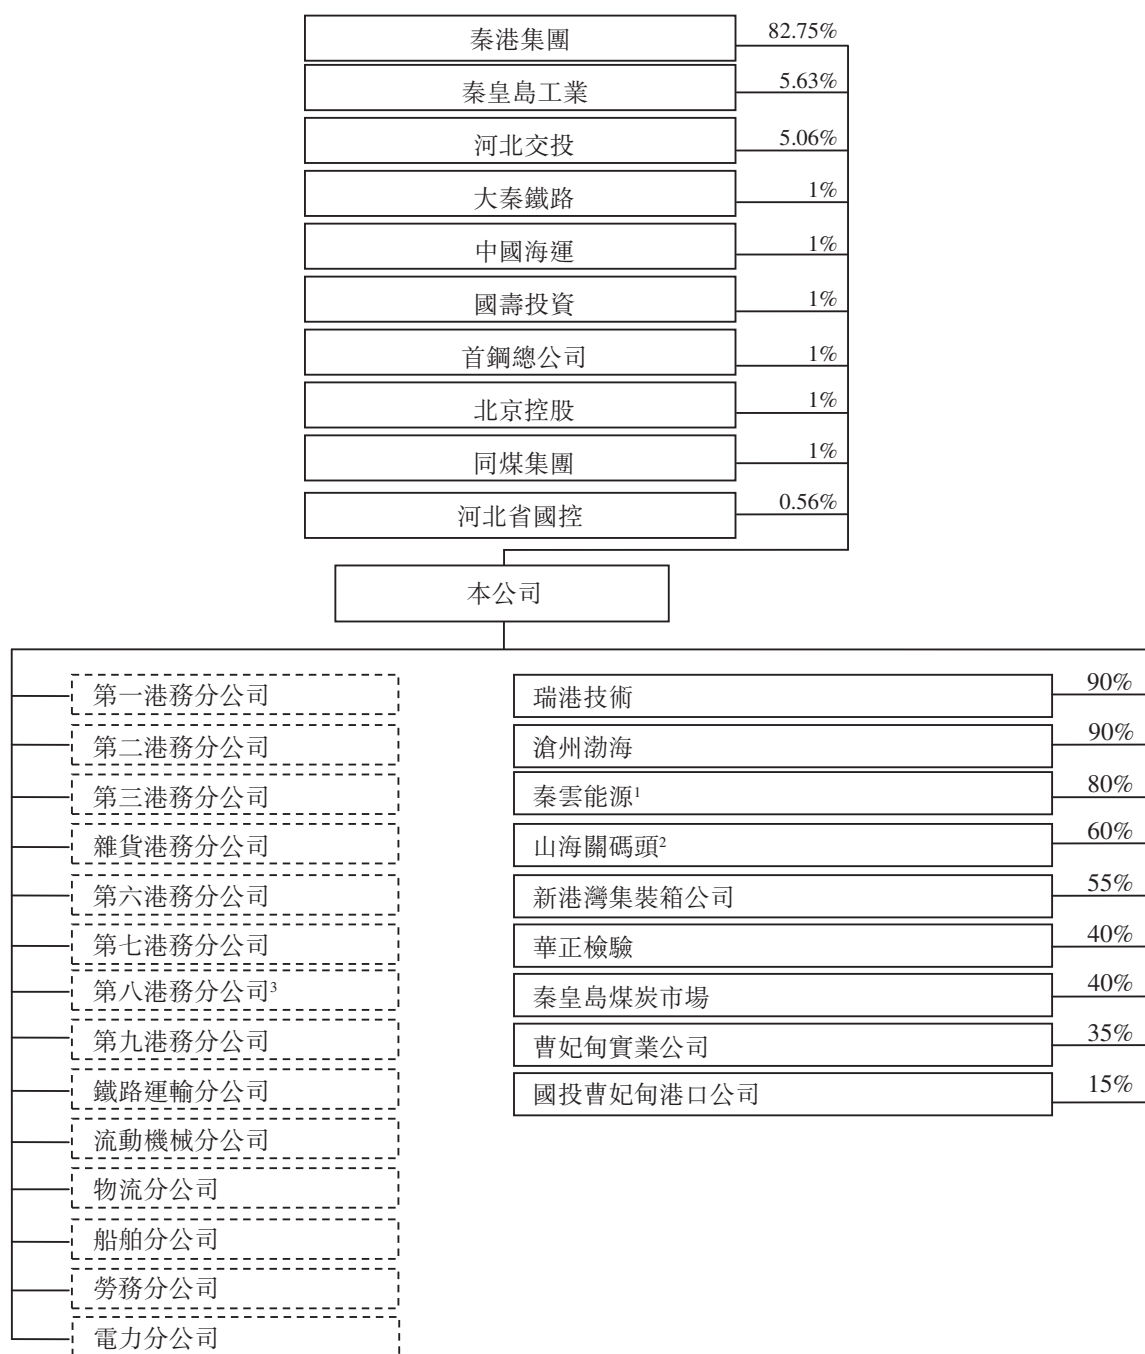 秦港集團 82.75%
秦皇島工業 5.63%
河北交投 5.06%
大秦鐵路 1%
中國海運 1%
國壽投資 1%
首鋼總公司 1%
北京控股 1%
同煤集團 1%
河北省國控 0.56%
本公司
第一港務分公司
第二港務分公司
第三港務分公司
雜貨港務分公司
第六港務分公司
第七港務分公司
第八港務分公司3
第九港務分公司
鐵路運輸分公司
流動機械分公司
物流分公司
船舶分公司
勞務分公司
電力分公司
瑞港技術 90%
滄州渤海 90%
秦雲能源1 80%
山海關碼頭2 60%
新港灣集裝箱公司 55%
華正檢驗 40%
秦皇島煤炭市場 40%
曹妃甸實業公司 35%
國投曹妃甸港口公司 15%